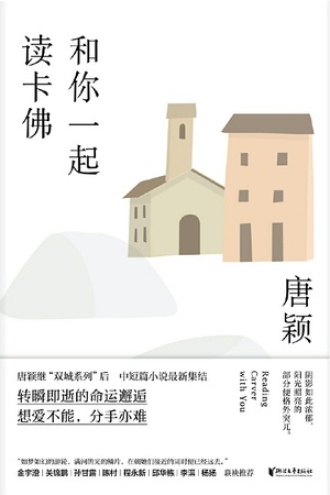 和你一起
读卡佛
唐颖
阴影如此浓郁，
阳光照亮的
部分便格外突兀。
Reading
Carver
with You
唐颖继“双城系列”后 中短篇小说最新集结
转瞬即逝的命运邂逅
想爱不能，分手亦难
金宇澄 关锦鹏 孙甘露 陈村 程永新 邱华栋 李洱 杨扬 联袂推荐
浙江文艺出版社